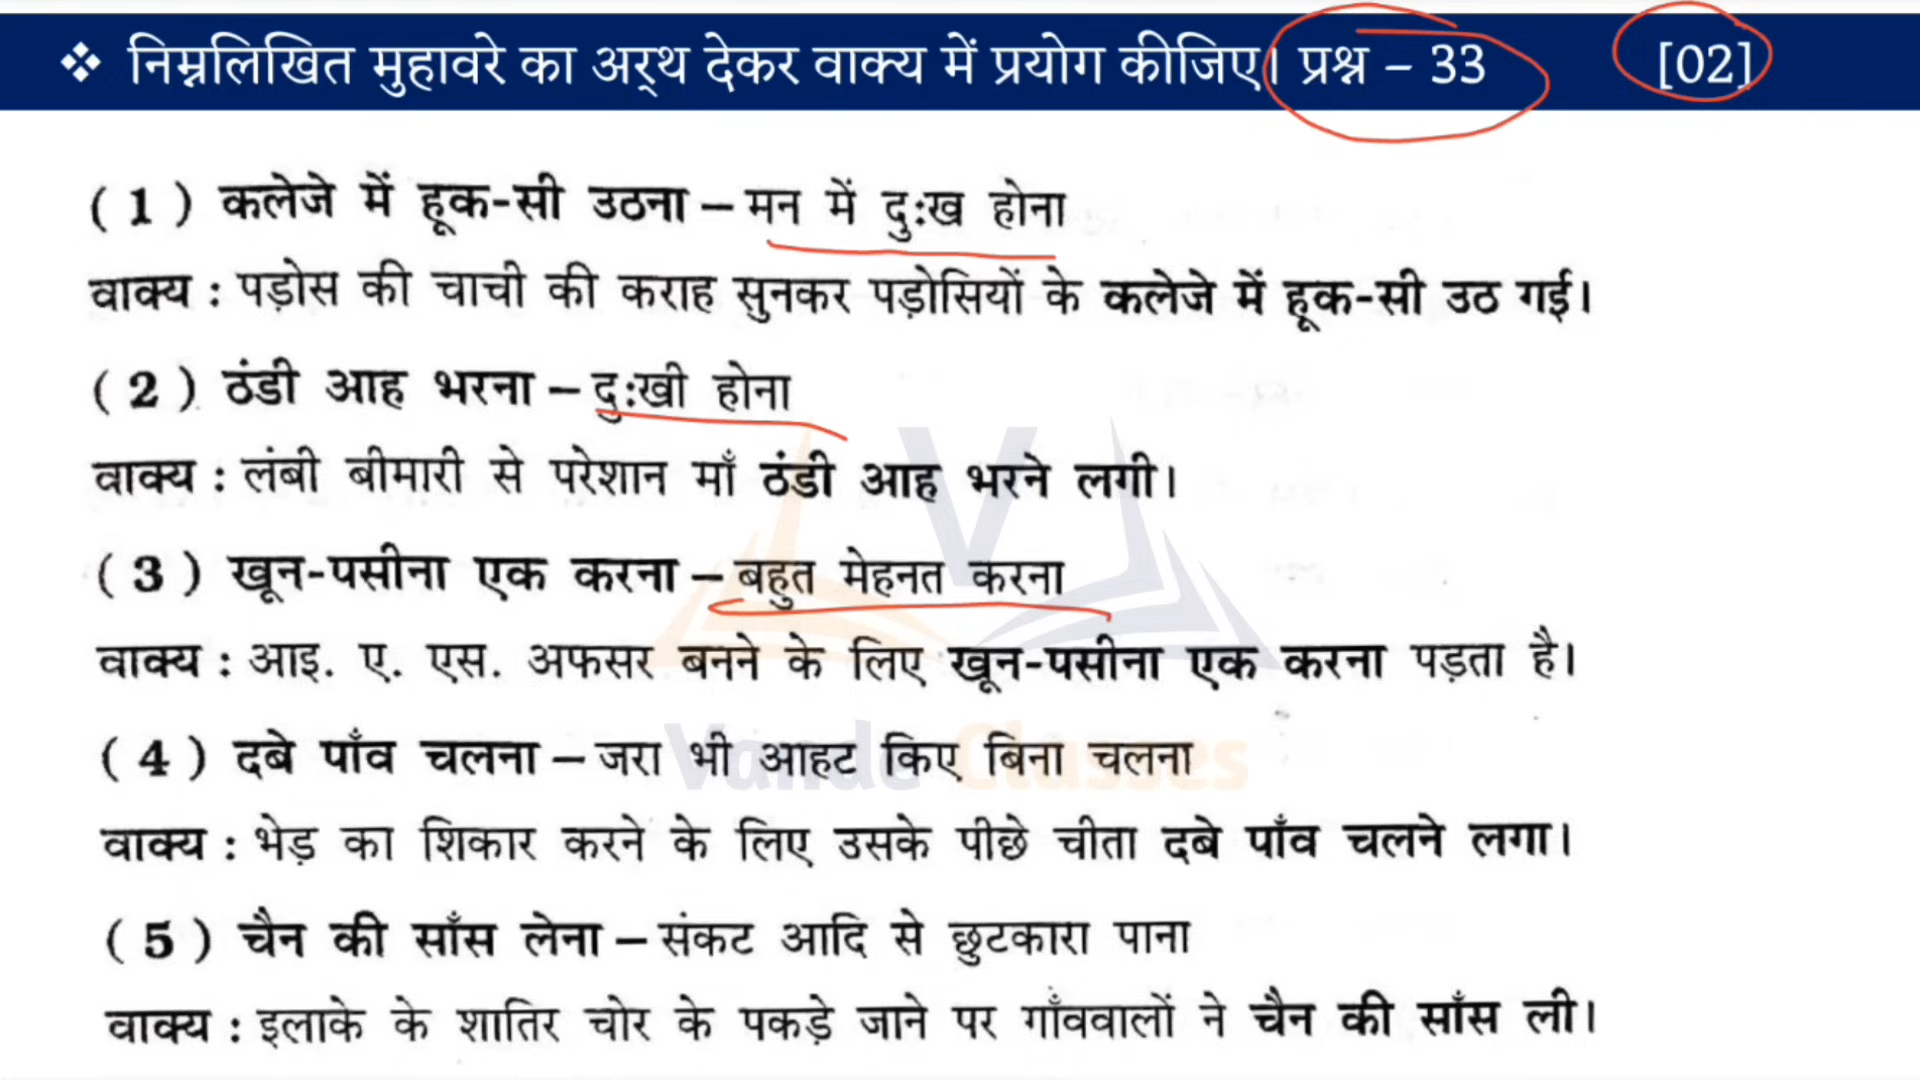 ❖ निम्नलिखित मुहावरे का अर्थ देकर वाक्य में प्रयोग कीजिए। प्रश्न – 33 [02]
( 1 ) कलेजे में हूक-सी उठना – मन में दुःख होना
वाक्य : पड़ोस की चाची की कराह सुनकर पड़ोसियों के कलेजे में हूक-सी उठ गई।
( 2 ) ठंडी आह भरना – दुःखी होना
वाक्य : लंबी बीमारी से परेशान माँ ठंडी आह भरने लगी।
( 3 ) खून-पसीना एक करना – बहुत मेहनत करना
वाक्य : आइ. ए. एस. अफसर बनने के लिए खून-पसीना एक करना पड़ता है।
( 4 ) दबे पाँव चलना – जरा भी आहट किए बिना चलना
Vande Classes
वाक्य : भेड़ का शिकार करने के लिए उसके पीछे चीता दबे पाँव चलने लगा।
( 5 ) चैन की साँस लेना – संकट आदि से छुटकारा पाना
वाक्य : इलाके के शातिर चोर के पकड़े जाने पर गाँववालों ने चैन की साँस ली।